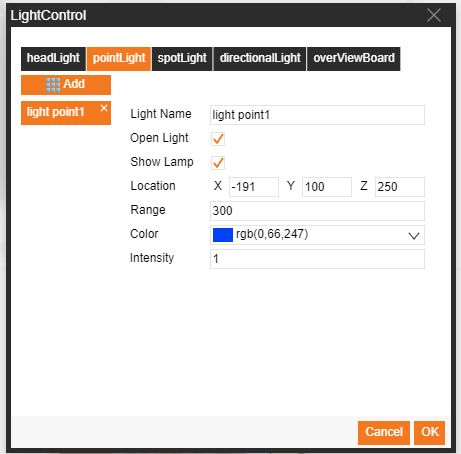 LightControl
headLight pointLight spotLight directionalLight overViewBoard
Add
light point1 ×
Light Name light point1
Open Light
Show Lamp
Location X -191 Y 100 Z 250
Range 300
Color rgb(0,66,247)
Intensity 1
Cancel OK